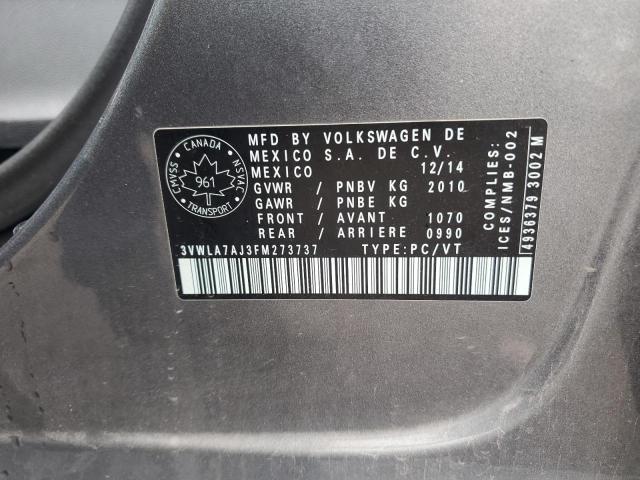 CANADA
CMVSS
NSVAC
961
TRANSPORT
MFD BY VOLKSWAGEN DE
MEXICO S.A. DE C.V.
MEXICO 12/14
GVWR / PNBV KG 2010
GAWR / PNBE KG
FRONT / AVANT 1070
REAR / ARRIERE 0990
3VWLA7AJ3FM273737 TYPE:PC/VT
COMPLIES:
ICES/NMB-002
4936379 3002 M